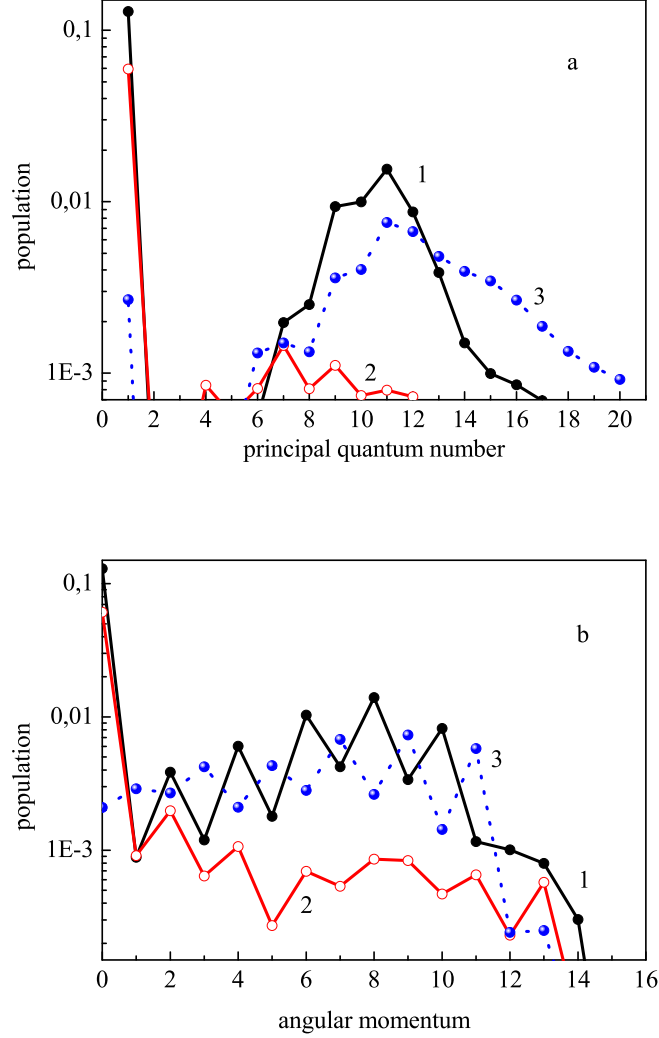 0,1
a
1
population
0,01
3
2
1E-3
0 2 4 6 8 10 12 14 16 18 20
principal quantum number
0,1
b
0,01
population
3
1E-3
1
2
0 2 4 6 8 10 12 14 16
angular momentum